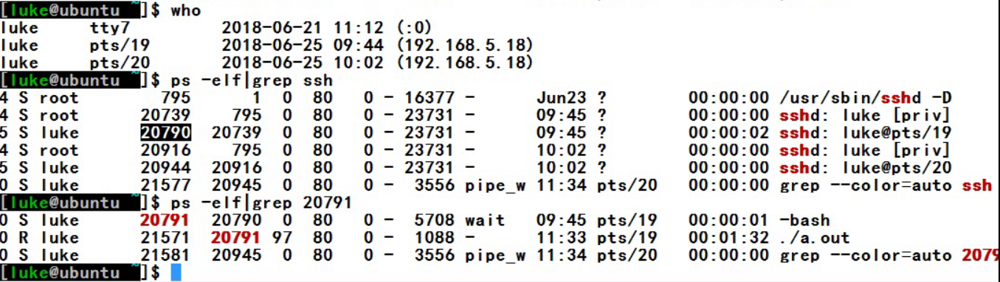 [luke@ubuntu ~]$ who
luke     tty7         2018-06-21 11:12 (:0)
luke     pts/19       2018-06-25 09:44 (192.168.5.18)
luke     pts/20       2018-06-25 10:02 (192.168.5.18)
[luke@ubuntu ~]$ ps -elf|grep ssh
4 S root       795     1  0  80   0 - 16377 -      Jun23 ?        00:00:00 /usr/sbin/sshd -D
4 S root     20739   795  0  80   0 - 23731 -      09:45 ?        00:00:00 sshd: luke [priv]
5 S luke     20790 20739  0  80   0 - 23731 -      09:45 ?        00:00:02 sshd: luke@pts/19
4 S root     20916   795  0  80   0 - 23731 -      10:02 ?        00:00:00 sshd: luke [priv]
5 S luke     20944 20916  0  80   0 - 23731 -      10:02 ?        00:00:00 sshd: luke@pts/20
0 S luke     21577 20945  0  80   0 -  3556 pipe_w 11:34 pts/20   00:00:00 grep --color=auto ssh
[luke@ubuntu ~]$ ps -elf|grep 20791
0 S luke     20791 20790  0  80   0 -  5708 wait   09:45 pts/19   00:00:01 -bash
0 R luke     21571 20791 97  80   0 -  1088 -      11:33 pts/19   00:01:32 ./a.out
0 S luke     21581 20945  0  80   0 -  3556 pipe_w 11:34 pts/20   00:00:00 grep --color=auto 2079
[luke@ubuntu ~]$